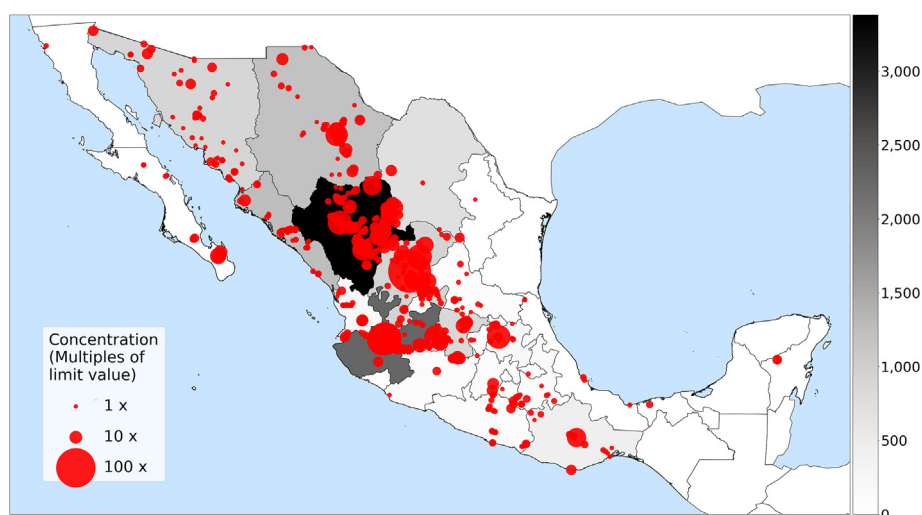 Concentration
(Multiples of
limit value)
1 x
10 x
100 x
3,000
2,500
2,000
1,500
1,000
500
0